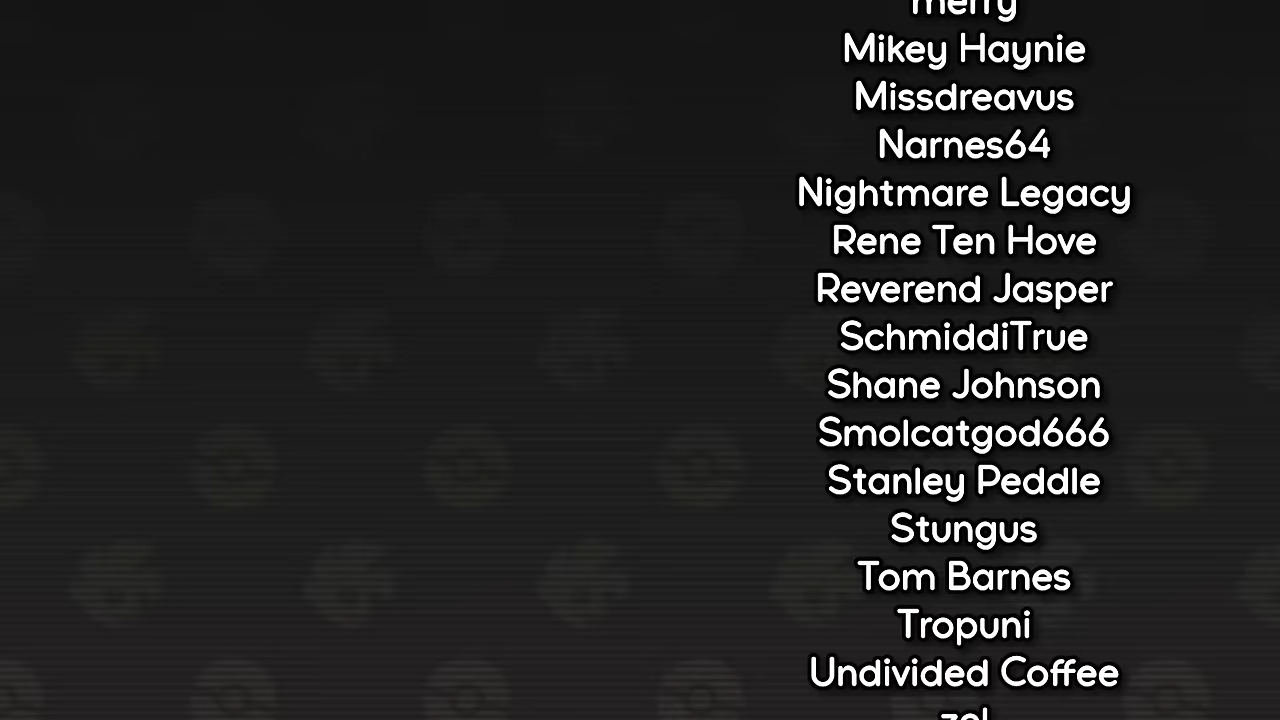 merry
Mikey Haynie
Missdreavus
Narnes64
Nightmare Legacy
Rene Ten Hove
Reverend Jasper
SchmiddiTrue
Shane Johnson
Smolcatgod666
Stanley Peddle
Stungus
Tom Barnes
Tropuni
Undivided Coffee